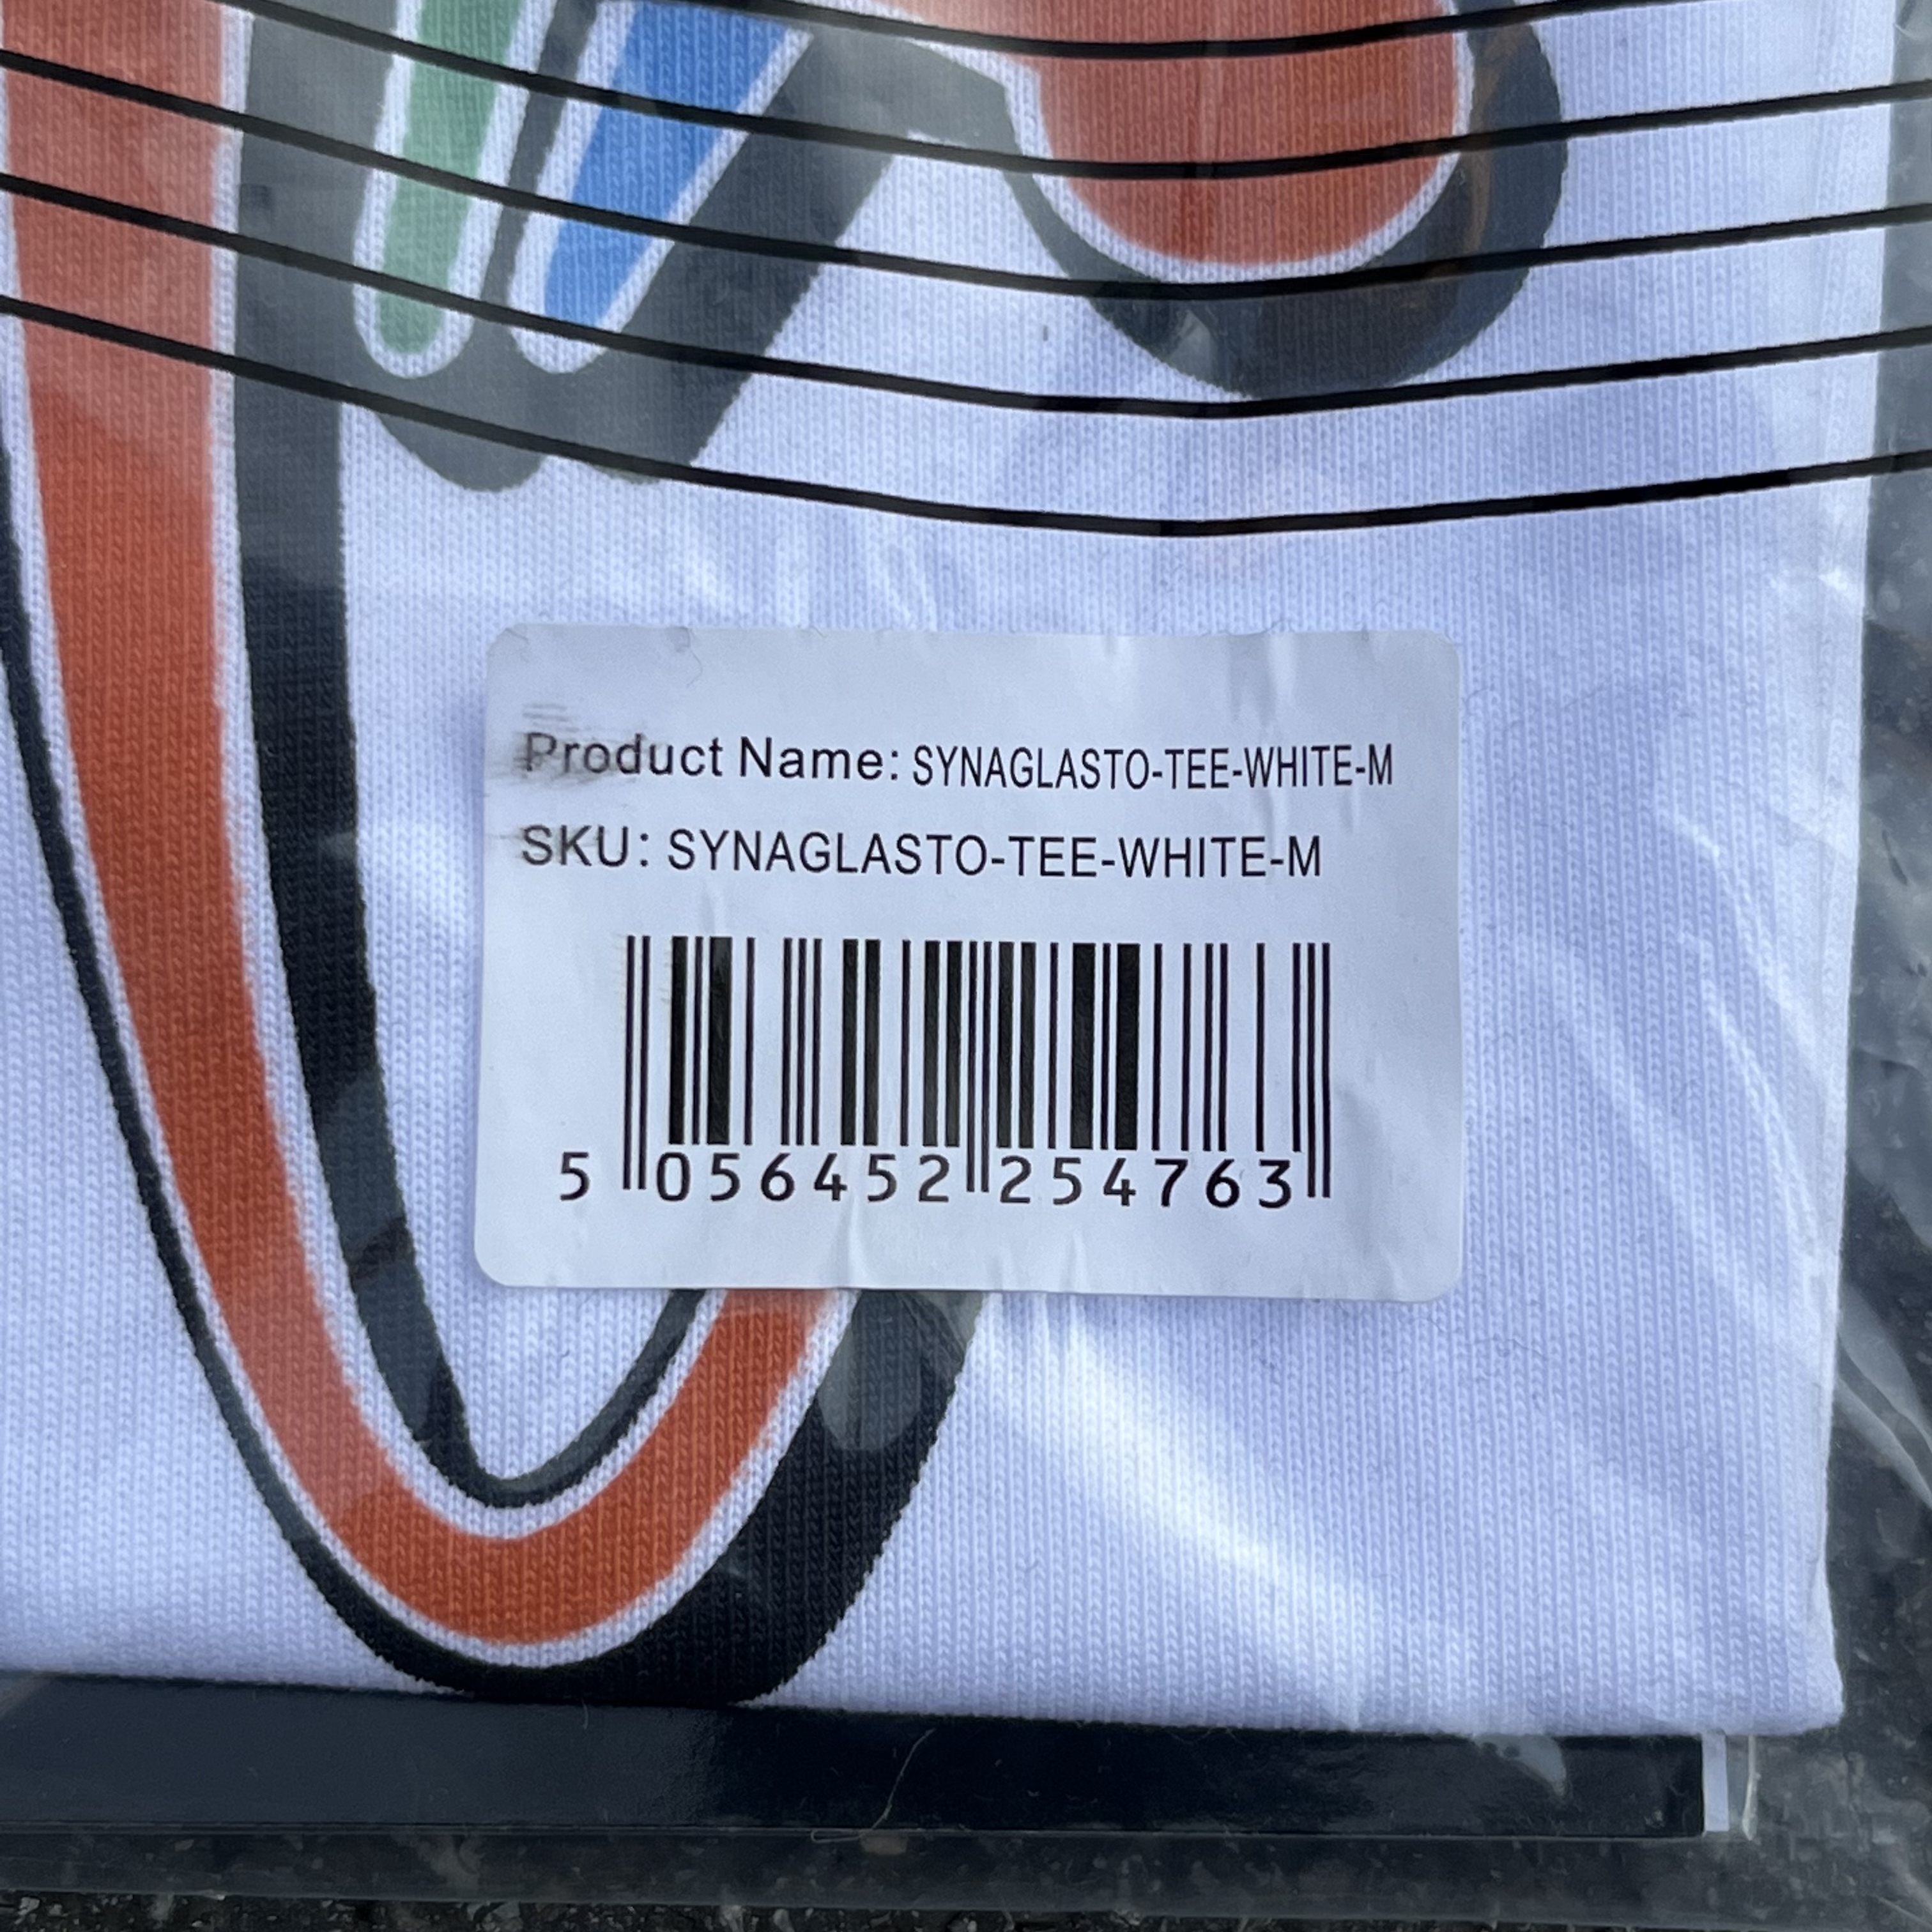 Product Name: SYNAGLASTO-TEE-WHITE-M
SKU: SYNAGLASTO-TEE-WHITE-M
5 056452 254763